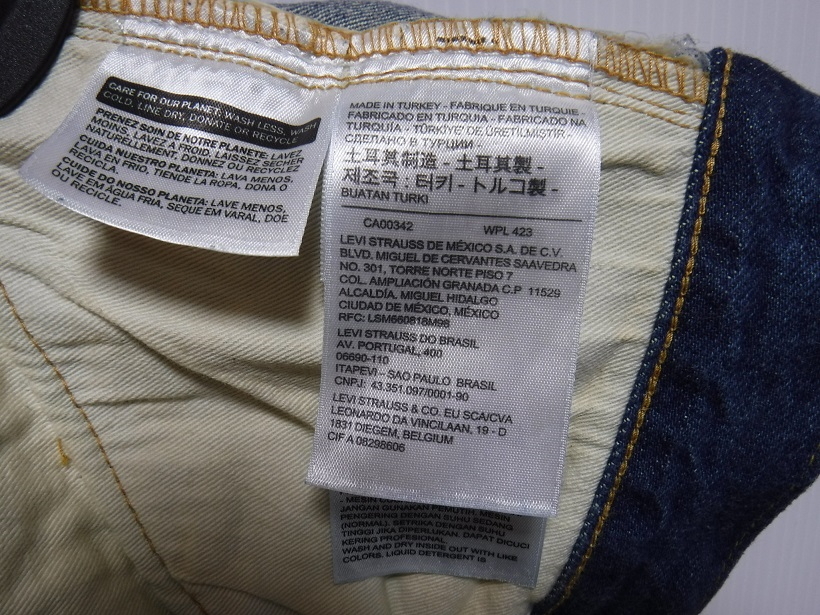 CARE FOR OUR PLANET: WASH LESS, WASH
COLD, LINE DRY, DONATE OR RECYCLE
PRENEZ SOIN DE NOTRE PLANETE: LAVEZ
MOINS, LAVEZ À FROID, LAISSEZ SÉCHER
NATURELLEMENT, DONNEZ OU RECYCLEZ
CUIDA NUESTRO PLANETA: LAVA MENOS,
LAVA EN FRIO, TIENDE LA ROPA, DONA O
RECICLA.
CUIDE DO NOSSO PLANETA: LAVE MENOS,
LAVE EM ÁGUA FRIA, SEQUE EM VARAL, DOE
OU RECICLE.
MADE IN TURKEY - FABRIQUE EN TURQUIE -
FABRICADO EN TURQUIA - FABRICADO NA
TURQUIA - TÜRKIYE' DE ÜRETILMIŞTIR.
СДЕЛАНО В ТУРЦИИ -
土耳其制造 - 土耳其製 -
제조국 : 터키 - トルコ製 -
BUATAN TURKI
CA00342 WPL 423
LEVI STRAUSS DE MÉXICO S.A. DE C.V.
BLVD. MIGUEL DE CERVANTES SAAVEDRA
NO. 301, TORRE NORTE PISO 7
COL. AMPLIACIÓN GRANADA C.P 11529
ALCALDÍA. MIGUEL HIDALGO
CIUDAD DE MÉXICO, MÉXICO
RFC: LSM660818M96
LEVI STRAUSS DO BRASIL
AV. PORTUGAL, 400
06690-110
ITAPEVI - SAO PAULO BRASIL
CNPJ: 43.351.097/0001-90
LEVI STRAUSS & CO. EU SCA/CVA
LEONARDO DA VINCILAAN, 19 - D
1831 DIEGEM, BELGIUM
CIF A 08298606
- MESIN
JANGAN GUNAKAN PEMUTIH. MESIN
PENGERING DENGAN SUHU SEDANG
(NORMAL). SETRIKA DENGAN SUHU
TINGGI JIKA DIPERLUKAN. DAPAT DICUCI
KERING PROFESIONAL
WASH AND DRY INSIDE OUT WITH LIKE
COLORS. LIQUID DETERGENT IS